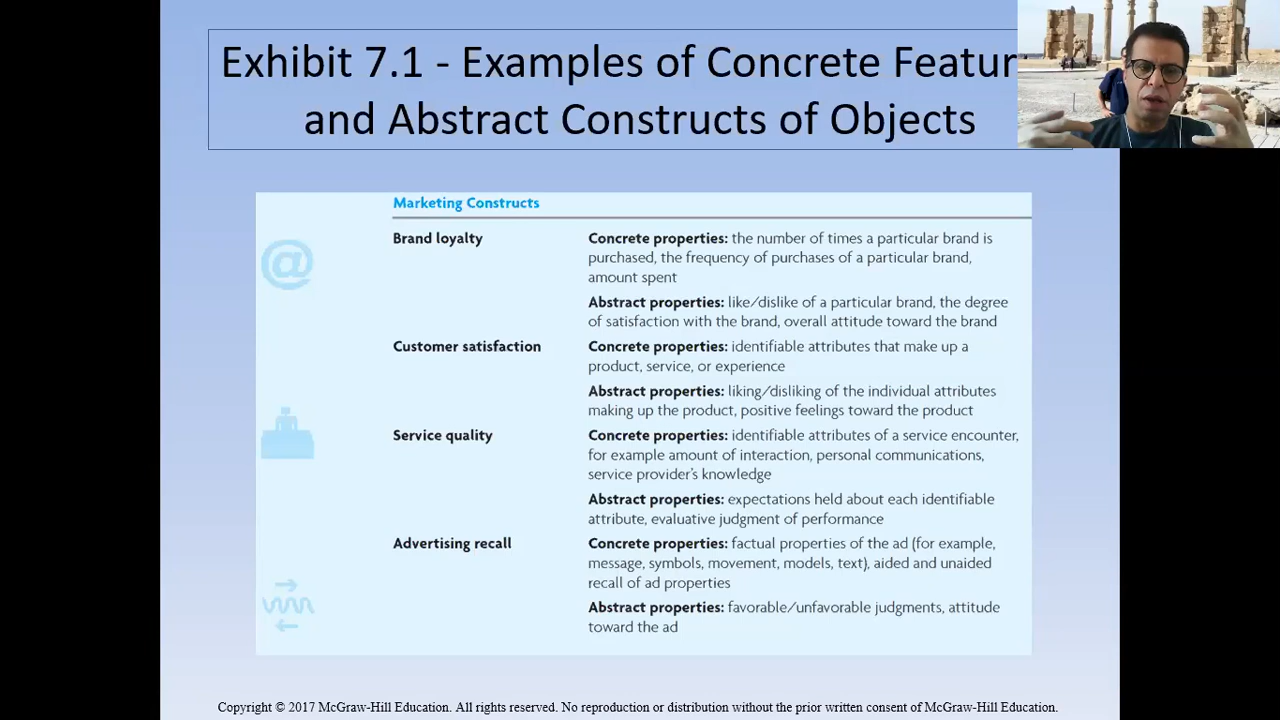 Exhibit 7.1 - Examples of Concrete Featur
and Abstract Constructs of Objects
Marketing Constructs
Brand loyalty
Concrete properties: the number of times a particular brand is
purchased, the frequency of purchases of a particular brand,
amount spent
Abstract properties: like/dislike of a particular brand, the degree
of satisfaction with the brand, overall attitude toward the brand
Customer satisfaction
Concrete properties: identifiable attributes that make up a
product, service, or experience
Abstract properties: liking/disliking of the individual attributes
making up the product, positive feelings toward the product
Service quality
Concrete properties: identifiable attributes of a service encounter,
for example amount of interaction, personal communications,
service provider's knowledge
Abstract properties: expectations held about each identifiable
attribute, evaluative judgment of performance
Advertising recall
Concrete properties: factual properties of the ad (for example,
message, symbols, movement, models, text), aided and unaided
recall of ad properties
Abstract properties: favorable/unfavorable judgments, attitude
toward the ad
Copyright © 2017 McGraw-Hill Education. All rights reserved. No reproduction or distribution without the prior written consent of McGraw-Hill Education.